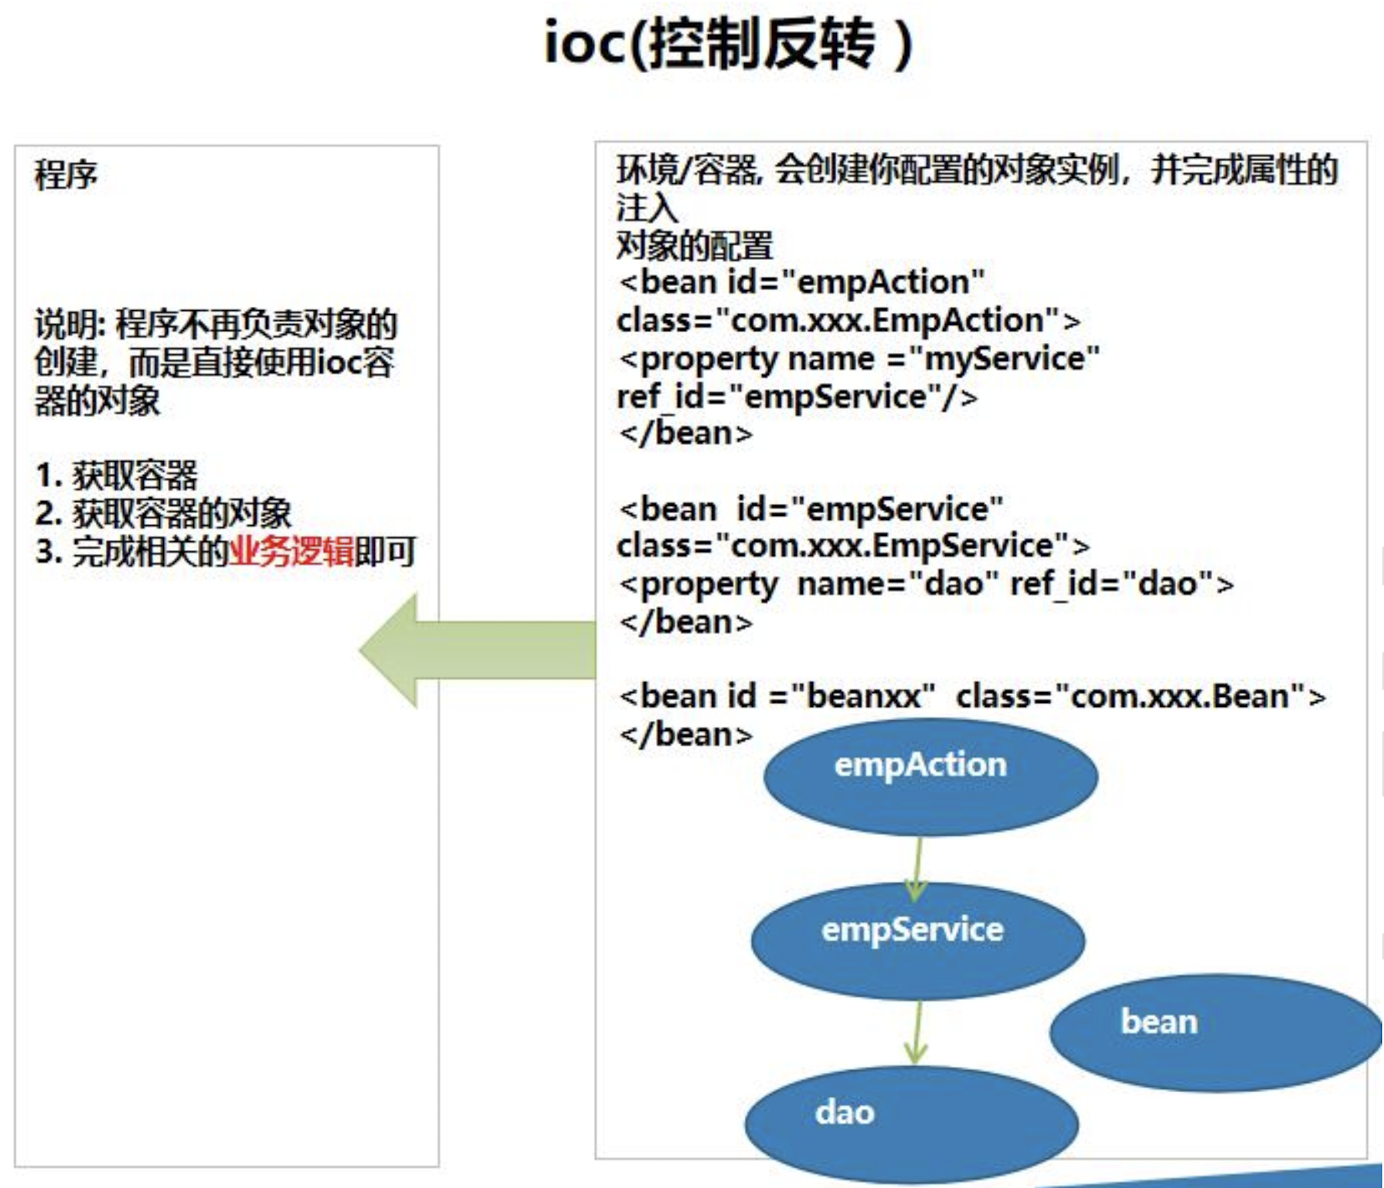 ioc(控制反转 )
程序
说明: 程序不再负责对象的
创建，而是直接使用ioc容
器的对象
1. 获取容器
2. 获取容器的对象
3. 完成相关的业务逻辑即可
环境/容器, 会创建你配置的对象实例，并完成属性的
注入
对象的配置
<bean id="empAction"
class="com.xxx.EmpAction">
<property name ="myService"
ref_id="empService"/>
</bean>
<bean  id="empService"
class="com.xxx.EmpService">
<property  name="dao" ref_id="dao">
</bean>
<bean id ="beanxx"  class="com.xxx.Bean">
</bean>
empAction
empService
bean
dao